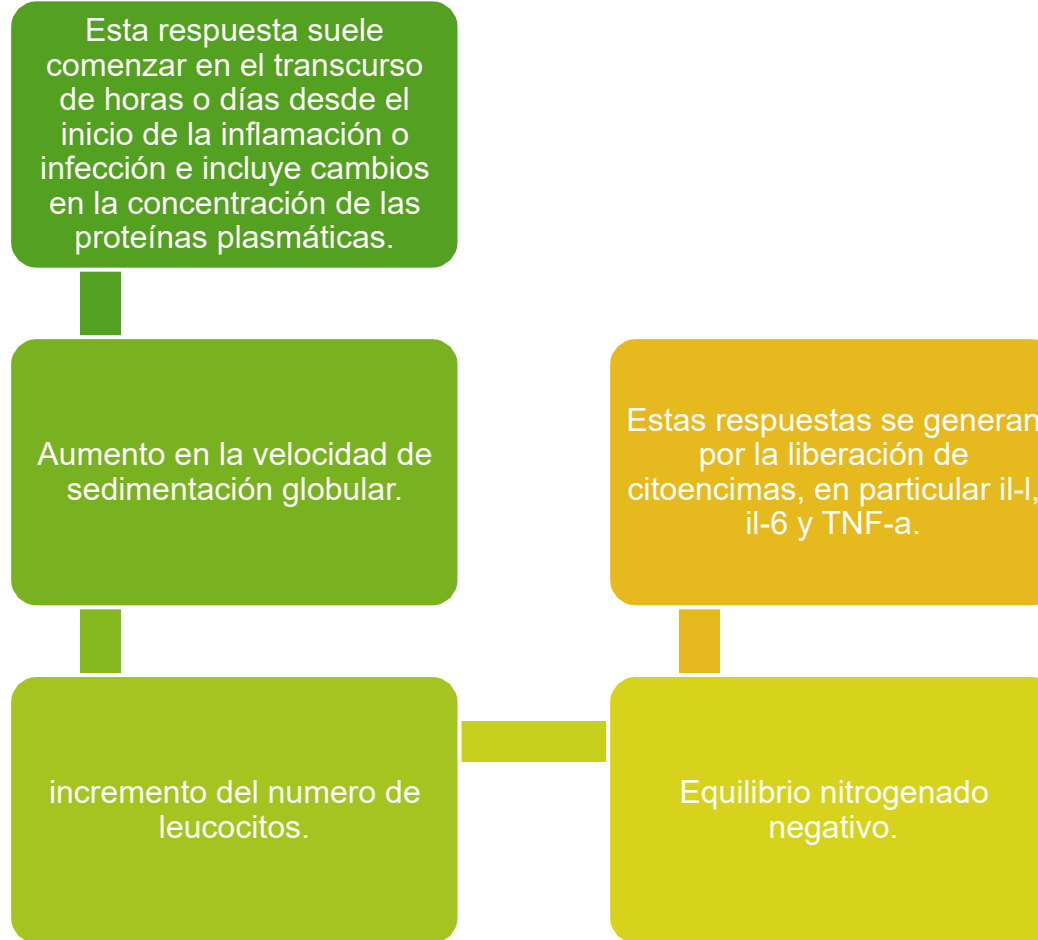 Esta respuesta suele
comenzar en el transcurso
de horas o días desde el
inicio de la inflamación o
infección e incluye cambios
en la concentración de las
proteínas plasmáticas.
Aumento en la velocidad de
sedimentación globular.
incremento del numero de
leucocitos.
Equilibrio nitrogenado
negativo.
Estas respuestas se generan
por la liberación de
citoencimas, en particular il-l,
il-6 y TNF-a.